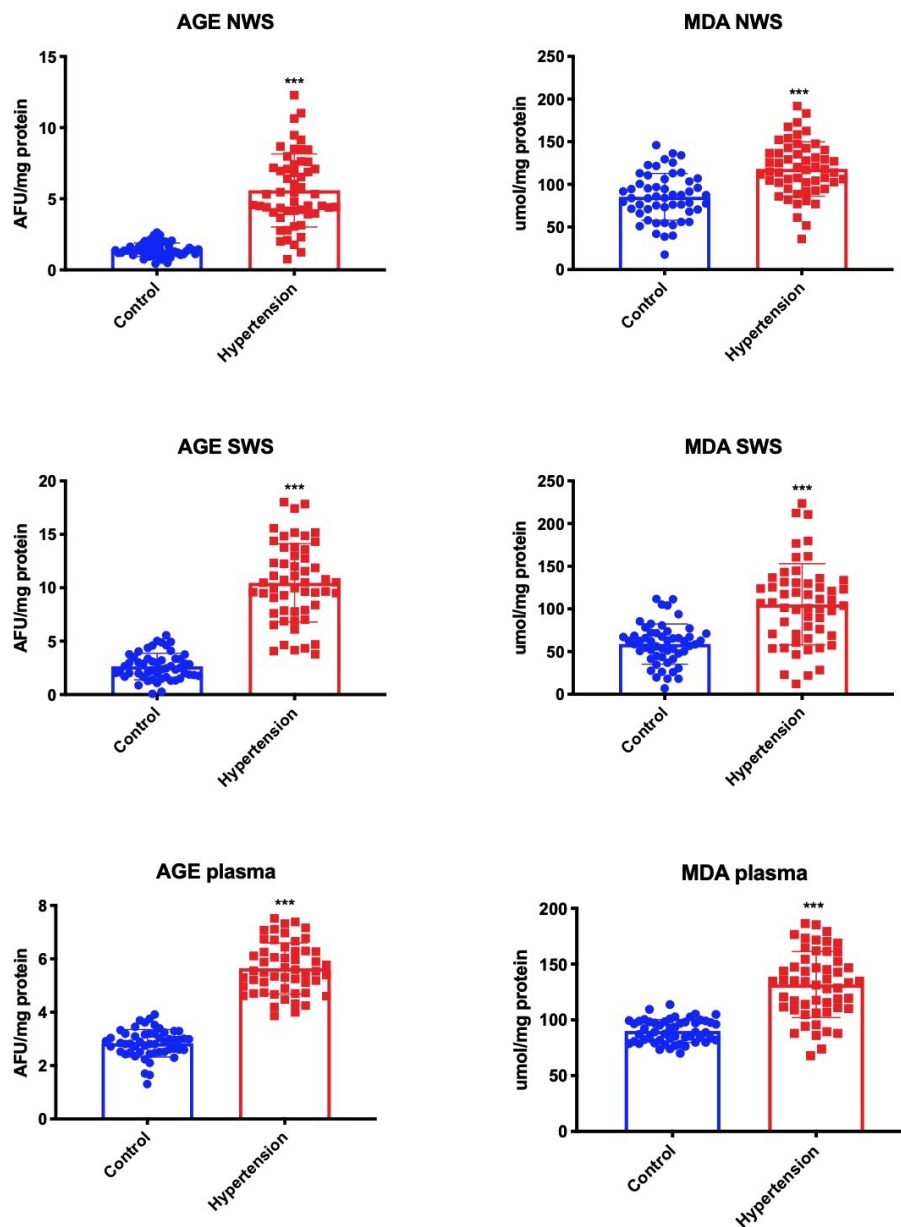 AGE NWS
15
10
5
0
AFU/mg protein
***
Control
Hypertension
MDA NWS
250
200
150
100
50
0
umol/mg protein
***
Control
Hypertension
AGE SWS
20
15
10
5
0
AFU/mg protein
***
Control
Hypertension
MDA SWS
250
200
150
100
50
0
umol/mg protein
***
Control
Hypertension
AGE plasma
8
6
4
2
0
AFU/mg protein
***
Control
Hypertension
MDA plasma
200
150
100
50
0
umol/mg protein
***
Control
Hypertension